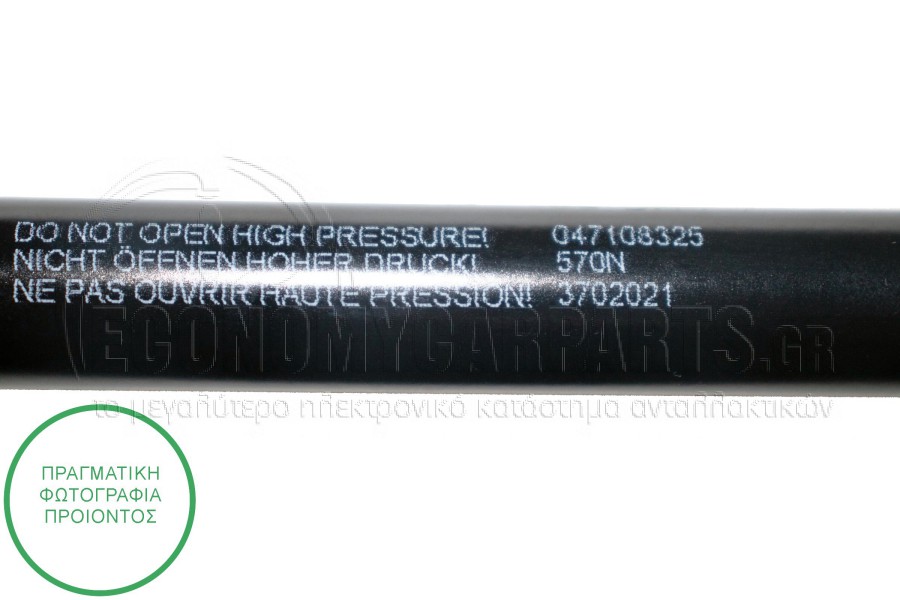 DO NOT OPEN HIGH PRESSURE! 047108325
NICHT ÖFFNEN HOHER DRUCK! 570N
NE PAS OUVRIR HAUTE PRESSION! 3702021
ECONOMYCARPARTS.GR
το μεγαλύτερο ηλεκτρονικό κατάστημα ανταλλακτικών
ΠΡΑΓΜΑΤΙΚΗ
ΦΩΤΟΓΡΑΦΙΑ
ΠΡΟΙΟΝΤΟΣ